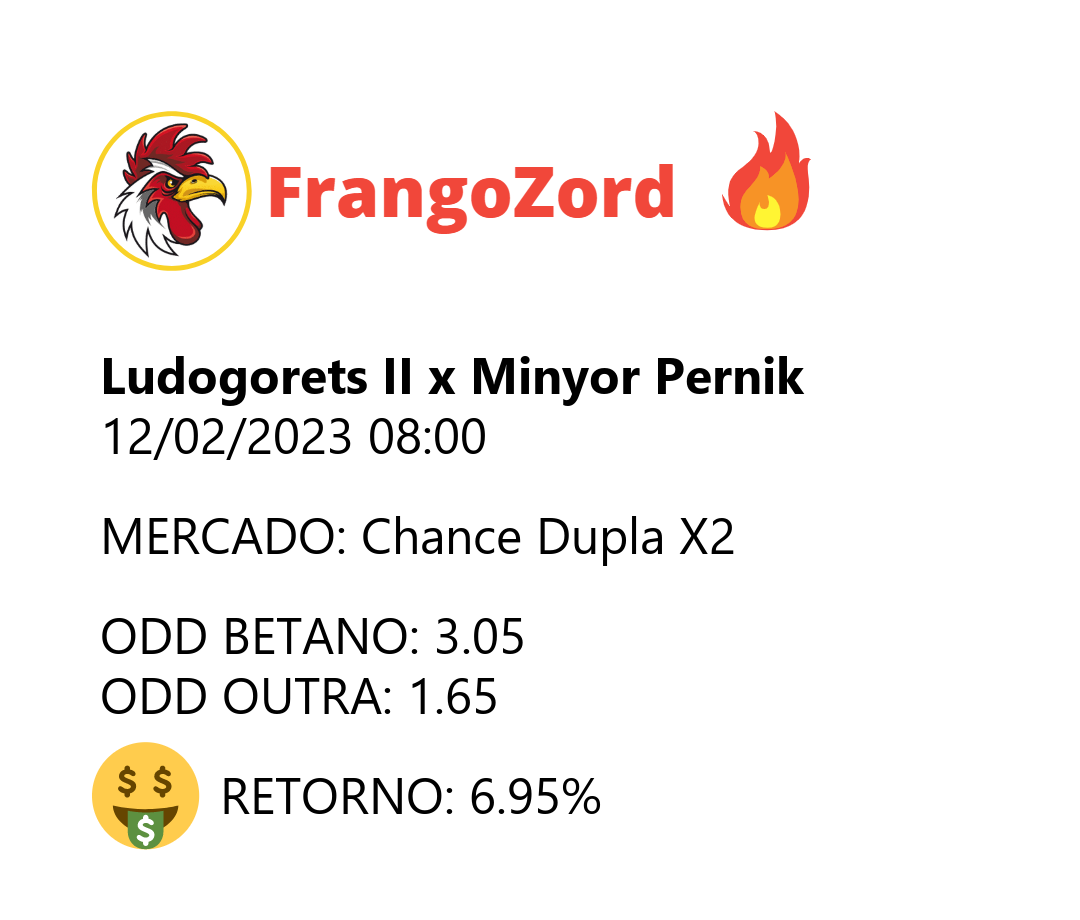 FrangoZord
Ludogorets II x Minyor Pernik
12/02/2023 08:00
MERCADO: Chance Dupla X2
ODD BETANO: 3.05
ODD OUTRA: 1.65
$ $
$
RETORNO: 6.95%